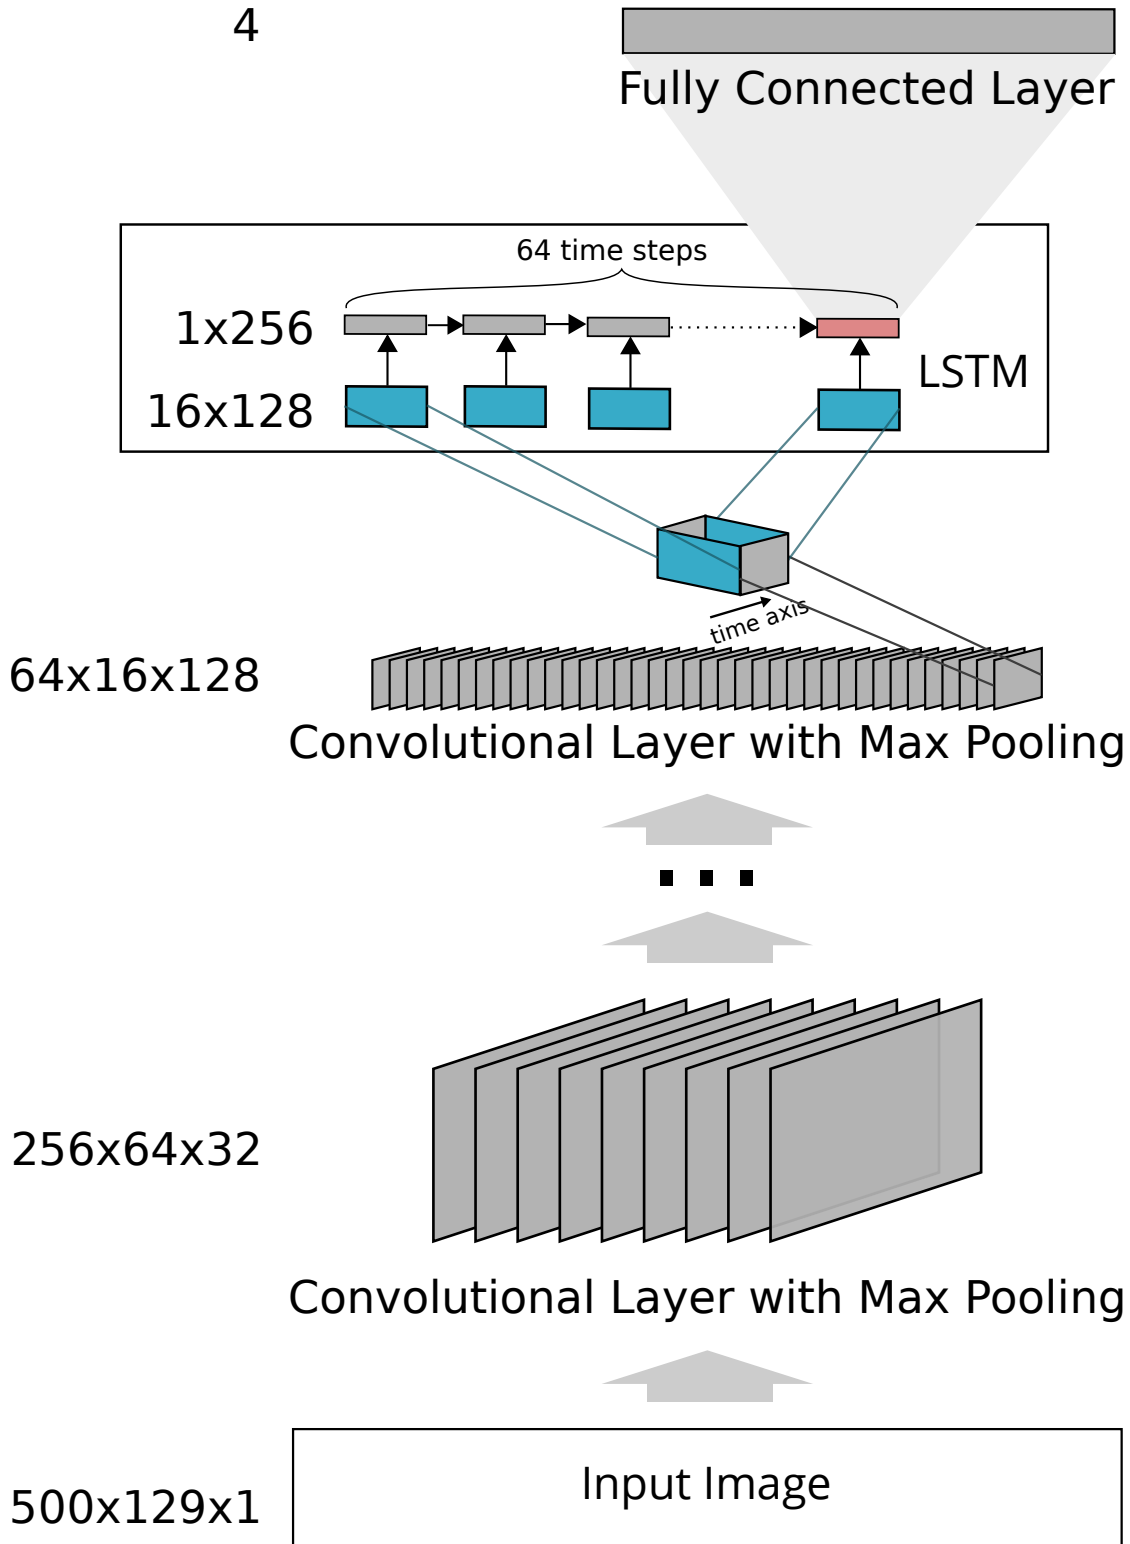 4
Fully Connected Layer
64 time steps
1x256
LSTM
16x128
time axis
64x16x128
Convolutional Layer with Max Pooling
256x64x32
Convolutional Layer with Max Pooling
Input Image
500x129x1